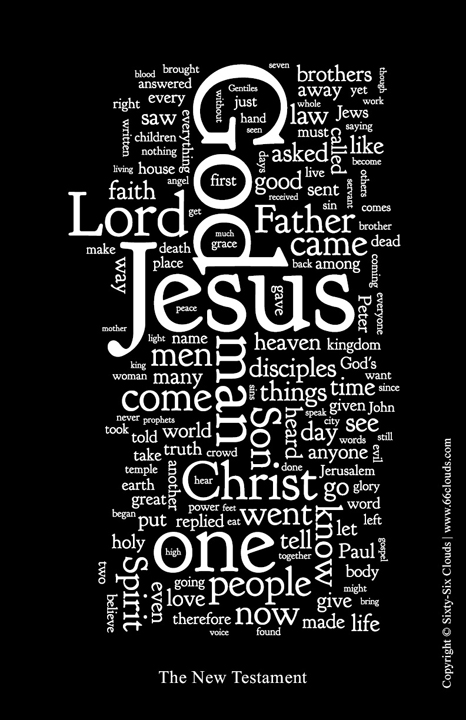 seven
blood
brought
Gentiles
brothers
though
answered
without
just
away
yet
right
every
whole
work
God
saw
everything
hand
law
Jews
written
seen
must
called
saying
children
asked
like
nothing
days
become
living
house
live
others
angel
first
good
sent
servant
faith
received
sin
comes
Lord
get
Father
brother
much
grace
came
dead
make
death
way
place
back
among
coming
Jesus
gave
everyone
peace
Peter
mother
light
name
man
heaven
kingdom
men
disciples
God's
king
want
woman
many
sins
things
time
since
come
Son
heard
given
John
never
prophets
speak
city
see
took
told
world
day
words
still
take
truth
crowd
anyone
evil
temple
another
done
Jerusalem
earth
hear
Christ
go
glory
great
power
feet
know
word
began
put
replied
eat
went
let
left
holy
one
high
tell
together
Paul
gospel
two
Spirit
body
even
going
people
might
believe
love
give
bring
therefore
now
made
life
voice
found
The New Testament
Copyright © Sixty-Six Clouds | www.66clouds.com